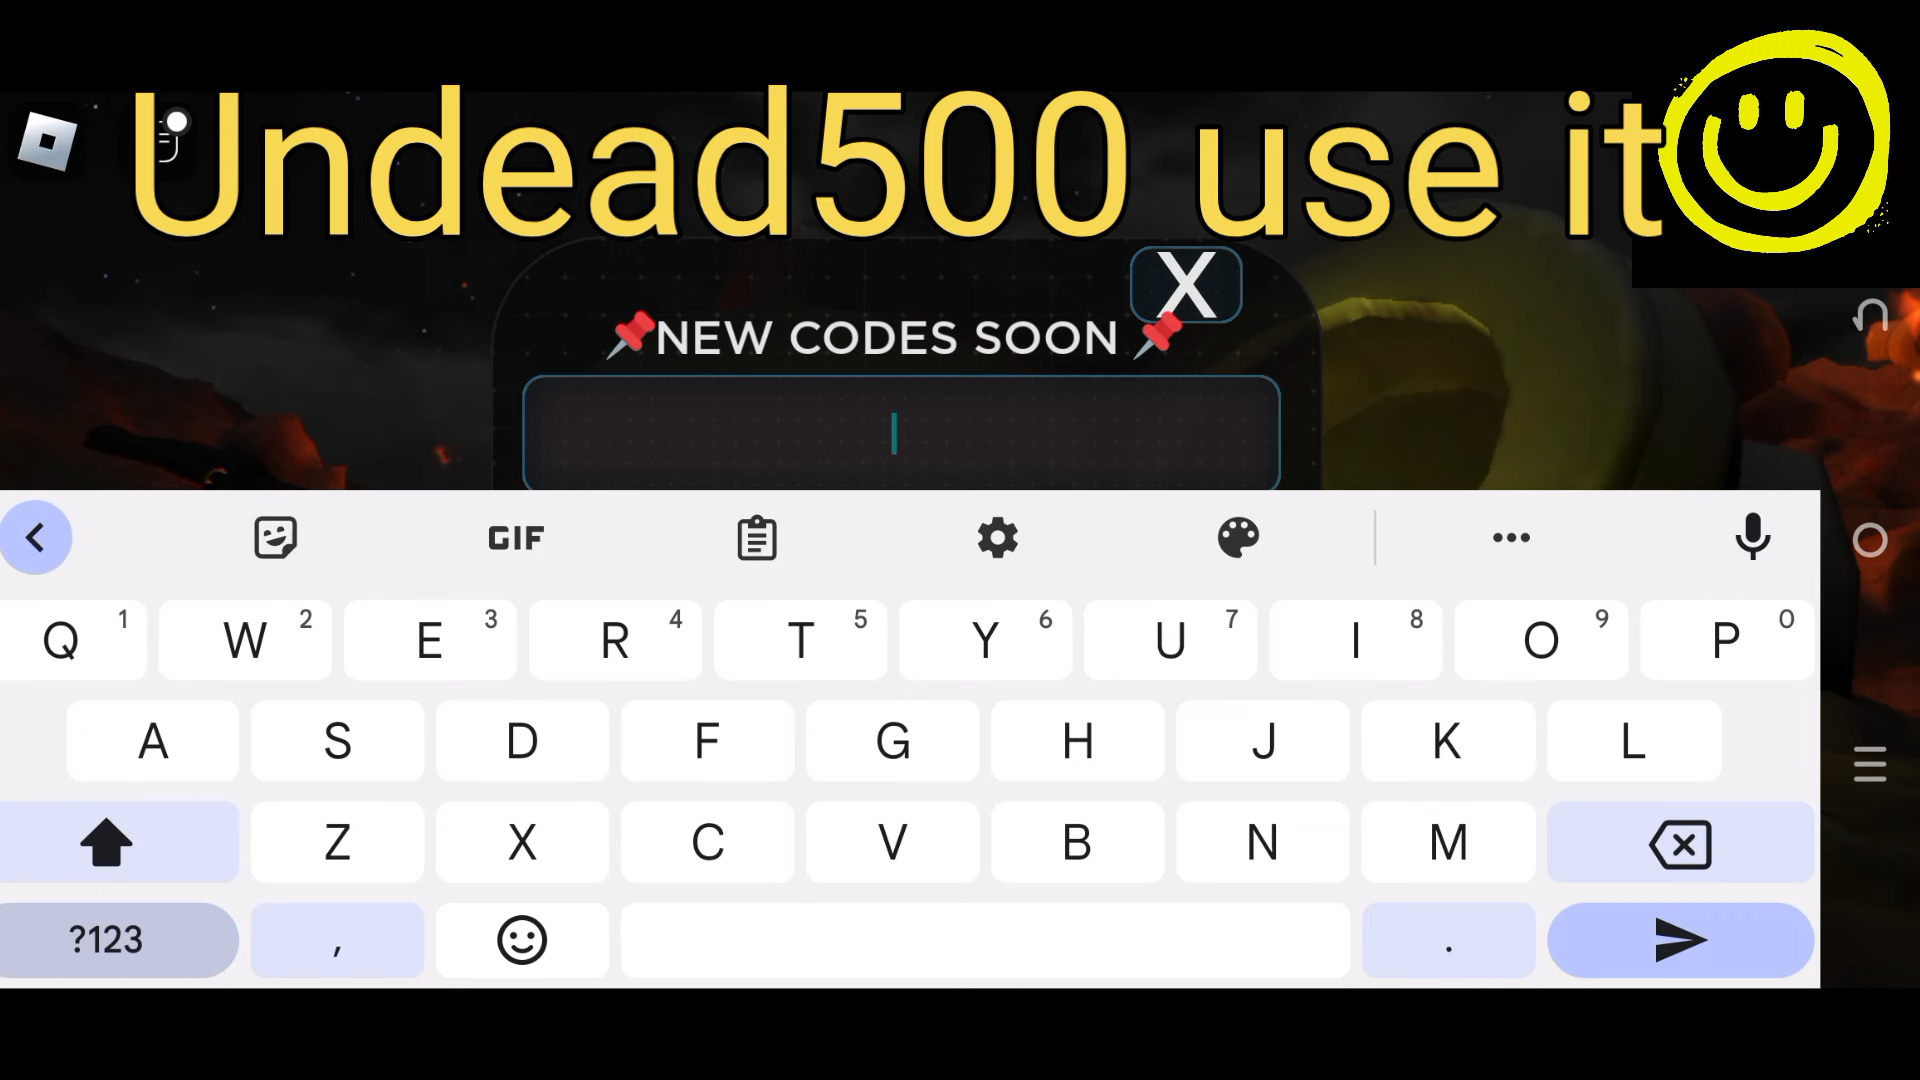 Undead500 use it
X
📌NEW CODES SOON 📌
GIF
Q 1 W 2 E 3 R 4 T 5 Y 6 U 7 I 8 O 9 P 0
A S D F G H J K L
Z X C V B N M
?123 , .